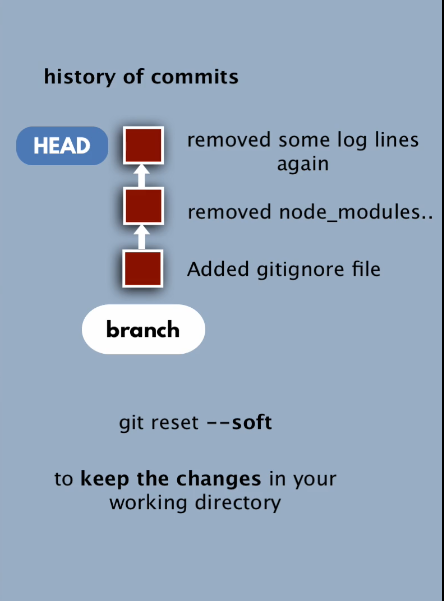 history of commits
HEAD
removed some log lines
again
removed node_modules..
Added gitignore file
branch
git reset --soft
to keep the changes in your
working directory